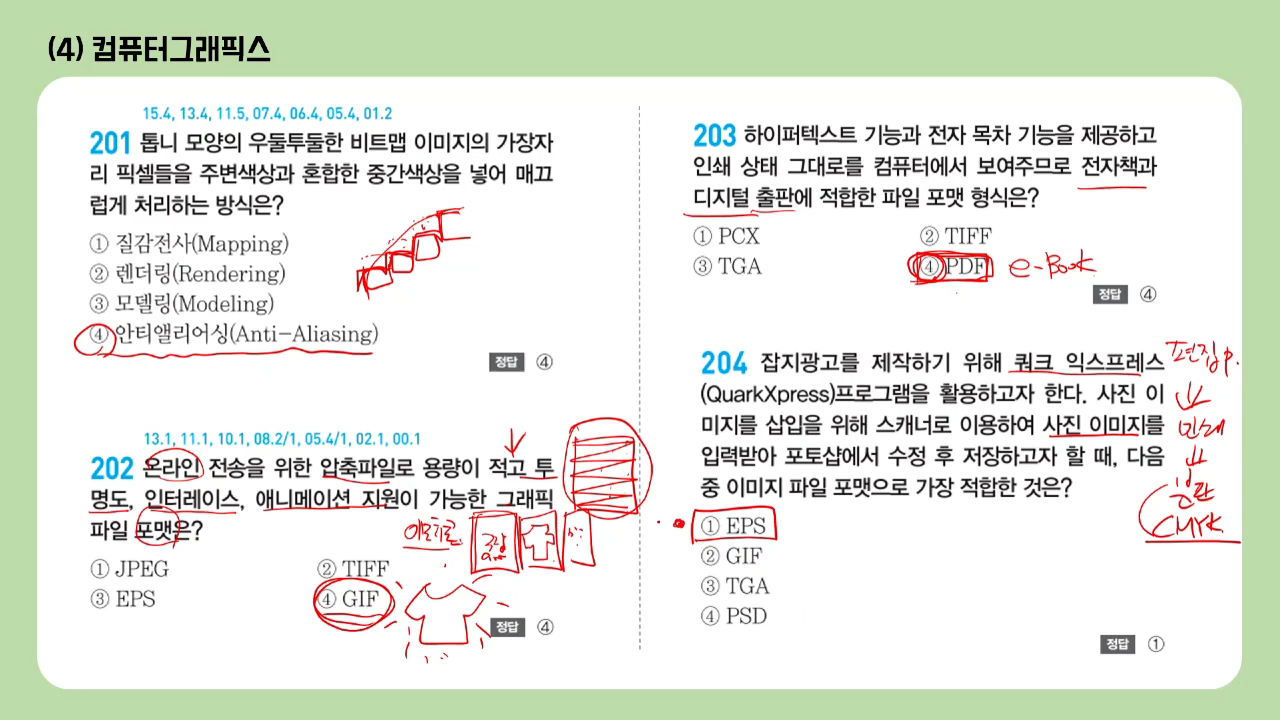 (4) 컴퓨터그래픽스
15.4, 13.4, 11.5, 07.4, 06.4, 05.4, 01.2
201 톱니 모양의 우둘투둘한 비트맵 이미지의 가장자
리 픽셀들을 주변색상과 혼합한 중간색상을 넣어 매끄
럽게 처리하는 방식은?
① 질감전사(Mapping)
② 렌더링(Rendering)
③ 모델링(Modeling)
④ 안티앨리어싱(Anti-Aliasing)
정답 ④
13.1, 11.1, 10.1, 08.2/1, 05.4/1, 02.1, 00.1
202 온라인 전송을 위한 압축파일로 용량이 적고 투
명도, 인터레이스, 애니메이션 지원이 가능한 그래픽
파일 포맷은?
① JPEG
② TIFF
③ EPS
④ GIF
정답 ④
203 하이퍼텍스트 기능과 전자 목차 기능을 제공하고
인쇄 상태 그대로를 컴퓨터에서 보여주므로 전자책과
디지털 출판에 적합한 파일 포맷 형식은?
① PCX
② TIFF
③ TGA
④ PDF e-Book
정답 ④
204 잡지광고를 제작하기 위해 쿼크 익스프레스 편집 p.
(QuarkXpress)프로그램을 활용하고자 한다. 사진 이
미지를 삽입을 위해 스캐너로 이용하여 사진 이미지를 인쇄
입력받아 포토샵에서 수정 후 저장하고자 할 때, 다음
중 이미지 파일 포맷으로 가장 적합한 것은? 분판
CMYK
① EPS
② GIF
③ TGA
④ PSD
정답 ①